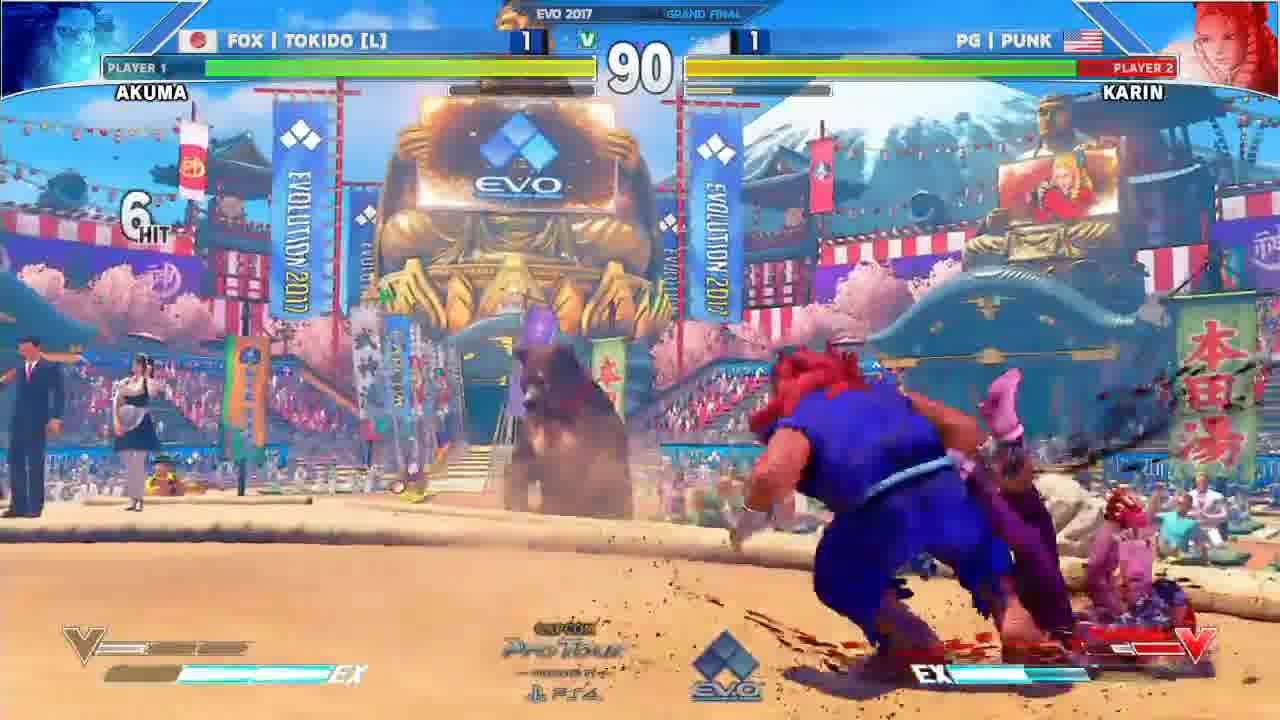 EVO 2017 GRAND FINAL
FOX | TOKIDO [L] 1 V 1 PG | PUNK
PLAYER 1 90 PLAYER 2
AKUMA KARIN
EVO
EVOLUTION 2017
EVOLUTION 2017
6 HIT
本田湯
CAPCOM
Pro Tour
PS4
EVO
EX EX